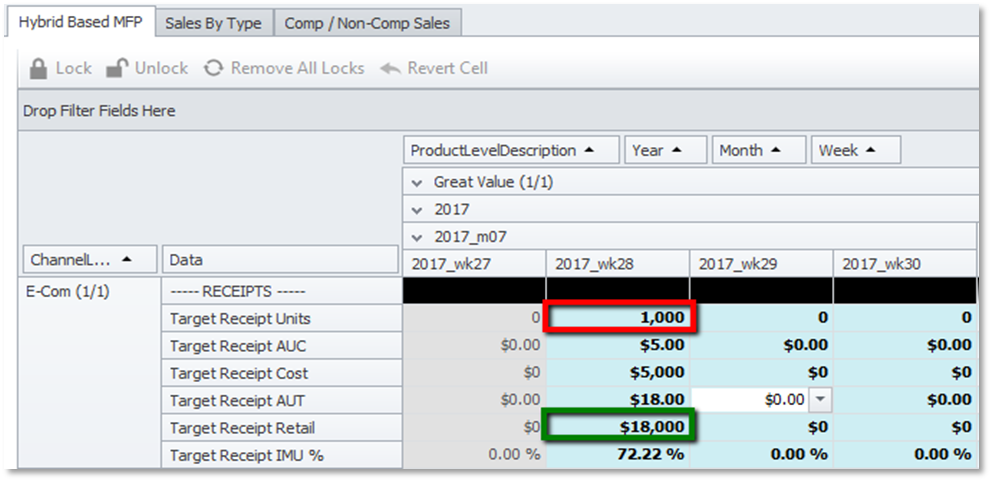 Hybrid Based MFP Sales By Type Comp / Non-Comp Sales
Lock Unlock Remove All Locks Revert Cell
Drop Filter Fields Here
ProductLevelDescription Year Month Week
Great Value (1/1)
2017
2017_m07
ChannelL... Data 2017_wk27 2017_wk28 2017_wk29 2017_wk30
E-Com (1/1) ----- RECEIPTS -----
Target Receipt Units 0 1,000 0 0
Target Receipt AUC $0.00 $5.00 $0.00 $0.00
Target Receipt Cost $0 $5,000 $0 $0
Target Receipt AUT $0.00 $18.00 $0.00 $0.00
Target Receipt Retail $0 $18,000 $0 $0
Target Receipt IMU % 0.00 % 72.22 % 0.00 % 0.00 %